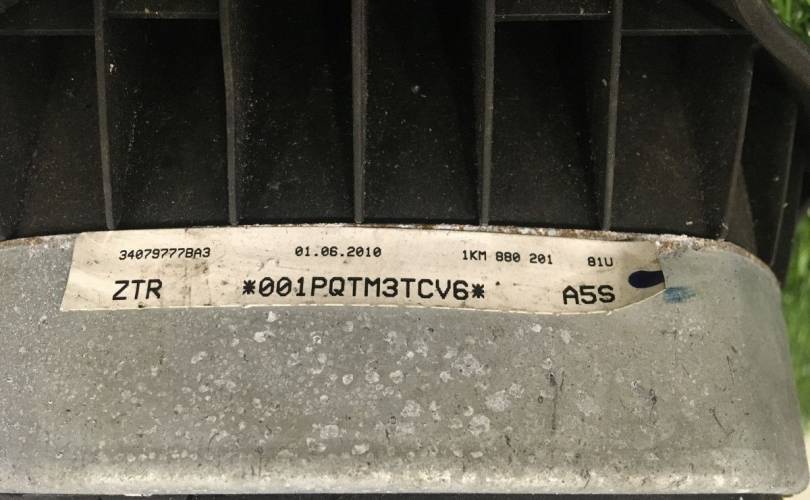 34079777BA3 01.06.2010 1KM 880 201 81U
ZTR *001PQTM3TCV6* A5S